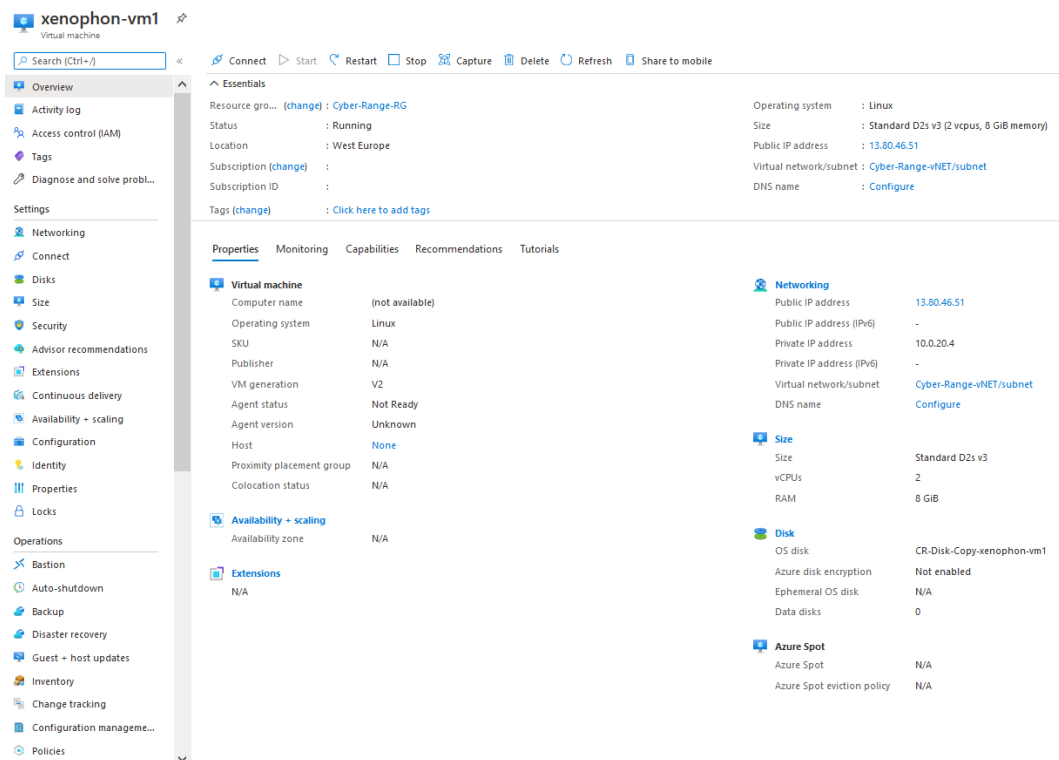 xenophon-vm1
Virtual machine
Search (Ctrl+/)
«
Connect Start Restart Stop Capture Delete Refresh Share to mobile
Overview
Activity log
Access control (IAM)
Tags
Diagnose and solve probl...
Settings
Networking
Connect
Disks
Size
Security
Advisor recommendations
Extensions
Continuous delivery
Availability + scaling
Configuration
Identity
Properties
Locks
Operations
Bastion
Auto-shutdown
Backup
Disaster recovery
Guest + host updates
Inventory
Change tracking
Configuration manageme...
Policies
Essentials
Resource gro... (change) : Cyber-Range-RG
Status : Running
Location : West Europe
Subscription (change) :
Subscription ID :
Tags (change) : Click here to add tags
Operating system : Linux
Size : Standard D2s v3 (2 vcpus, 8 GiB memory)
Public IP address : 13.80.46.51
Virtual network/subnet : Cyber-Range-vNET/subnet
DNS name : Configure
Properties Monitoring Capabilities Recommendations Tutorials
Virtual machine
Computer name (not available)
Operating system Linux
SKU N/A
Publisher N/A
VM generation V2
Agent status Not Ready
Agent version Unknown
Host None
Proximity placement group N/A
Colocation status N/A
Availability + scaling
Availability zone N/A
Extensions
N/A
Networking
Public IP address 13.80.46.51
Public IP address (IPv6) -
Private IP address 10.0.20.4
Private IP address (IPv6) -
Virtual network/subnet Cyber-Range-vNET/subnet
DNS name Configure
Size
Size Standard D2s v3
vCPUs 2
RAM 8 GiB
Disk
OS disk CR-Disk-Copy-xenophon-vm1
Azure disk encryption Not enabled
Ephemeral OS disk N/A
Data disks 0
Azure Spot
Azure Spot N/A
Azure Spot eviction policy N/A